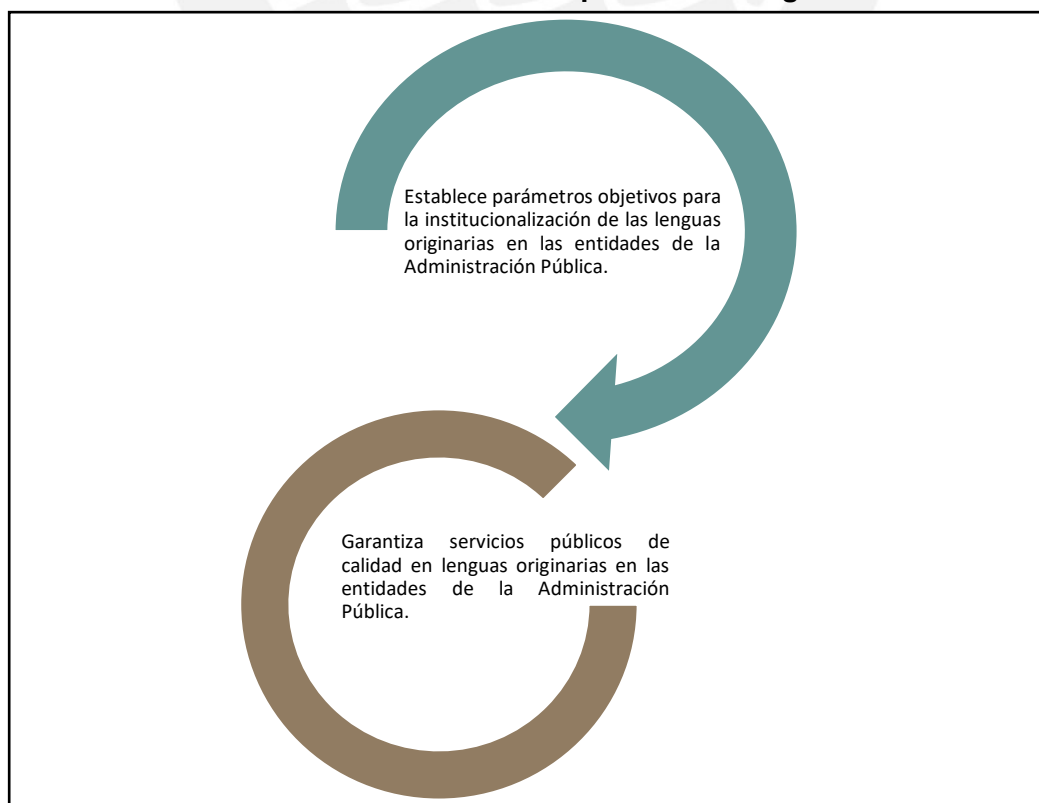 Establece parámetros objetivos para
la institucionalización de las lenguas
originarias en las entidades de la
Administración Pública.
Garantiza servicios públicos de
calidad en lenguas originarias en las
entidades de la Administración
Pública.